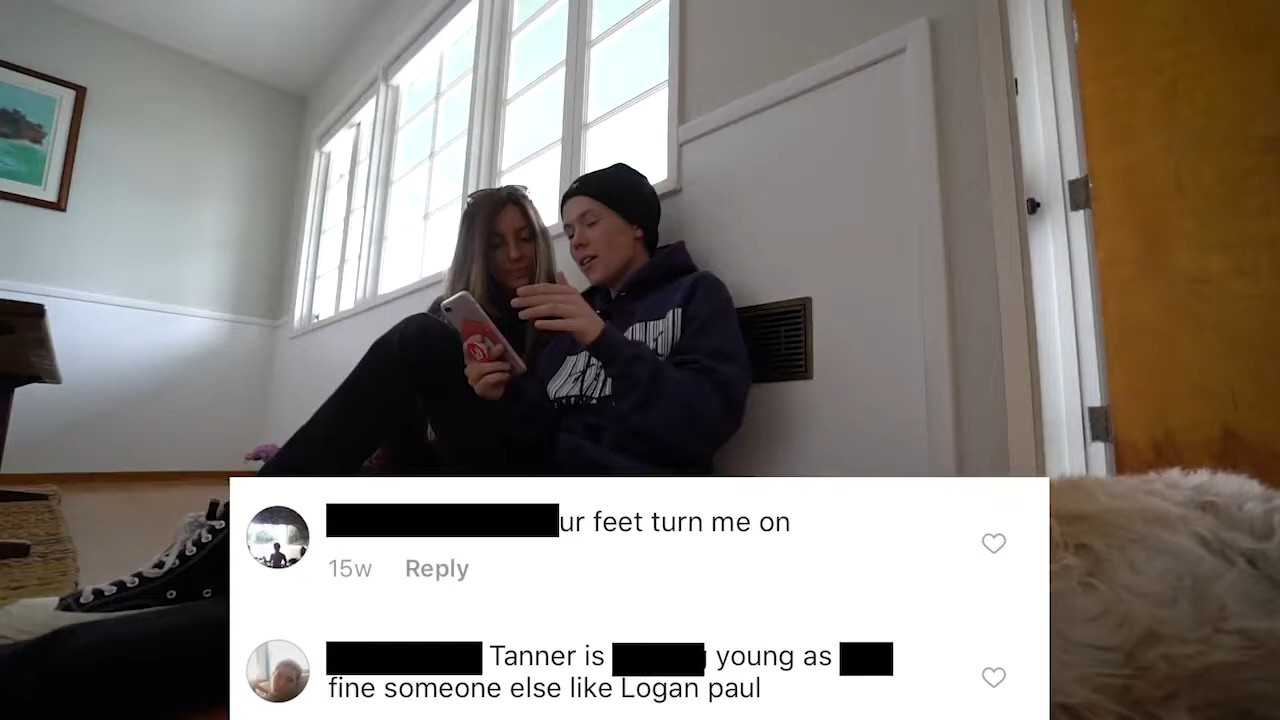 ur feet turn me on
15w Reply
Tanner is young as
fine someone else like Logan paul